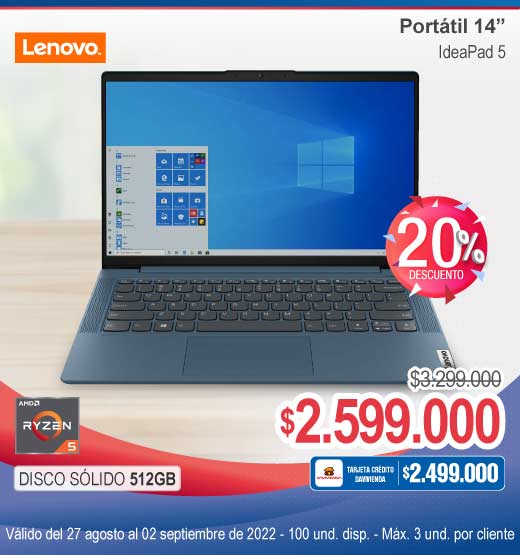 Lenovo.
Portátil 14”
IdeaPad 5
20%
DESCUENTO
$3.299.000
$2.599.000
AMD
RYZEN
5
DISCO SÓLIDO 512GB
DAVIVIENDA
TARJETA CRÉDITO
DAVIVIENDA
$2.499.000
Válido del 27 agosto al 02 septiembre de 2022 - 100 und. disp. - Máx. 3 und. por cliente